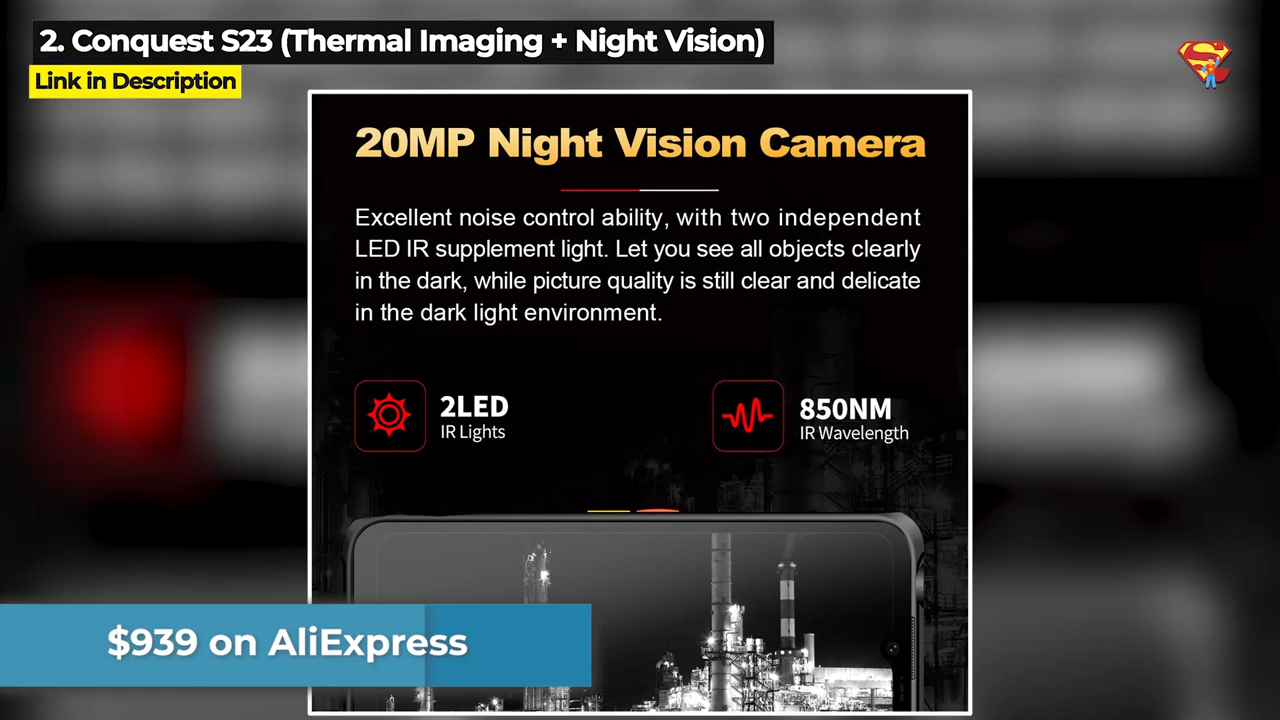 2. Conquest S23 (Thermal Imaging + Night Vision)
Link in Description
S
20MP Night Vision Camera
Excellent noise control ability, with two independent
LED IR supplement light. Let you see all objects clearly
in the dark, while picture quality is still clear and delicate
in the dark light environment.
2LED
IR Lights
850NM
IR Wavelength
$939 on AliExpress